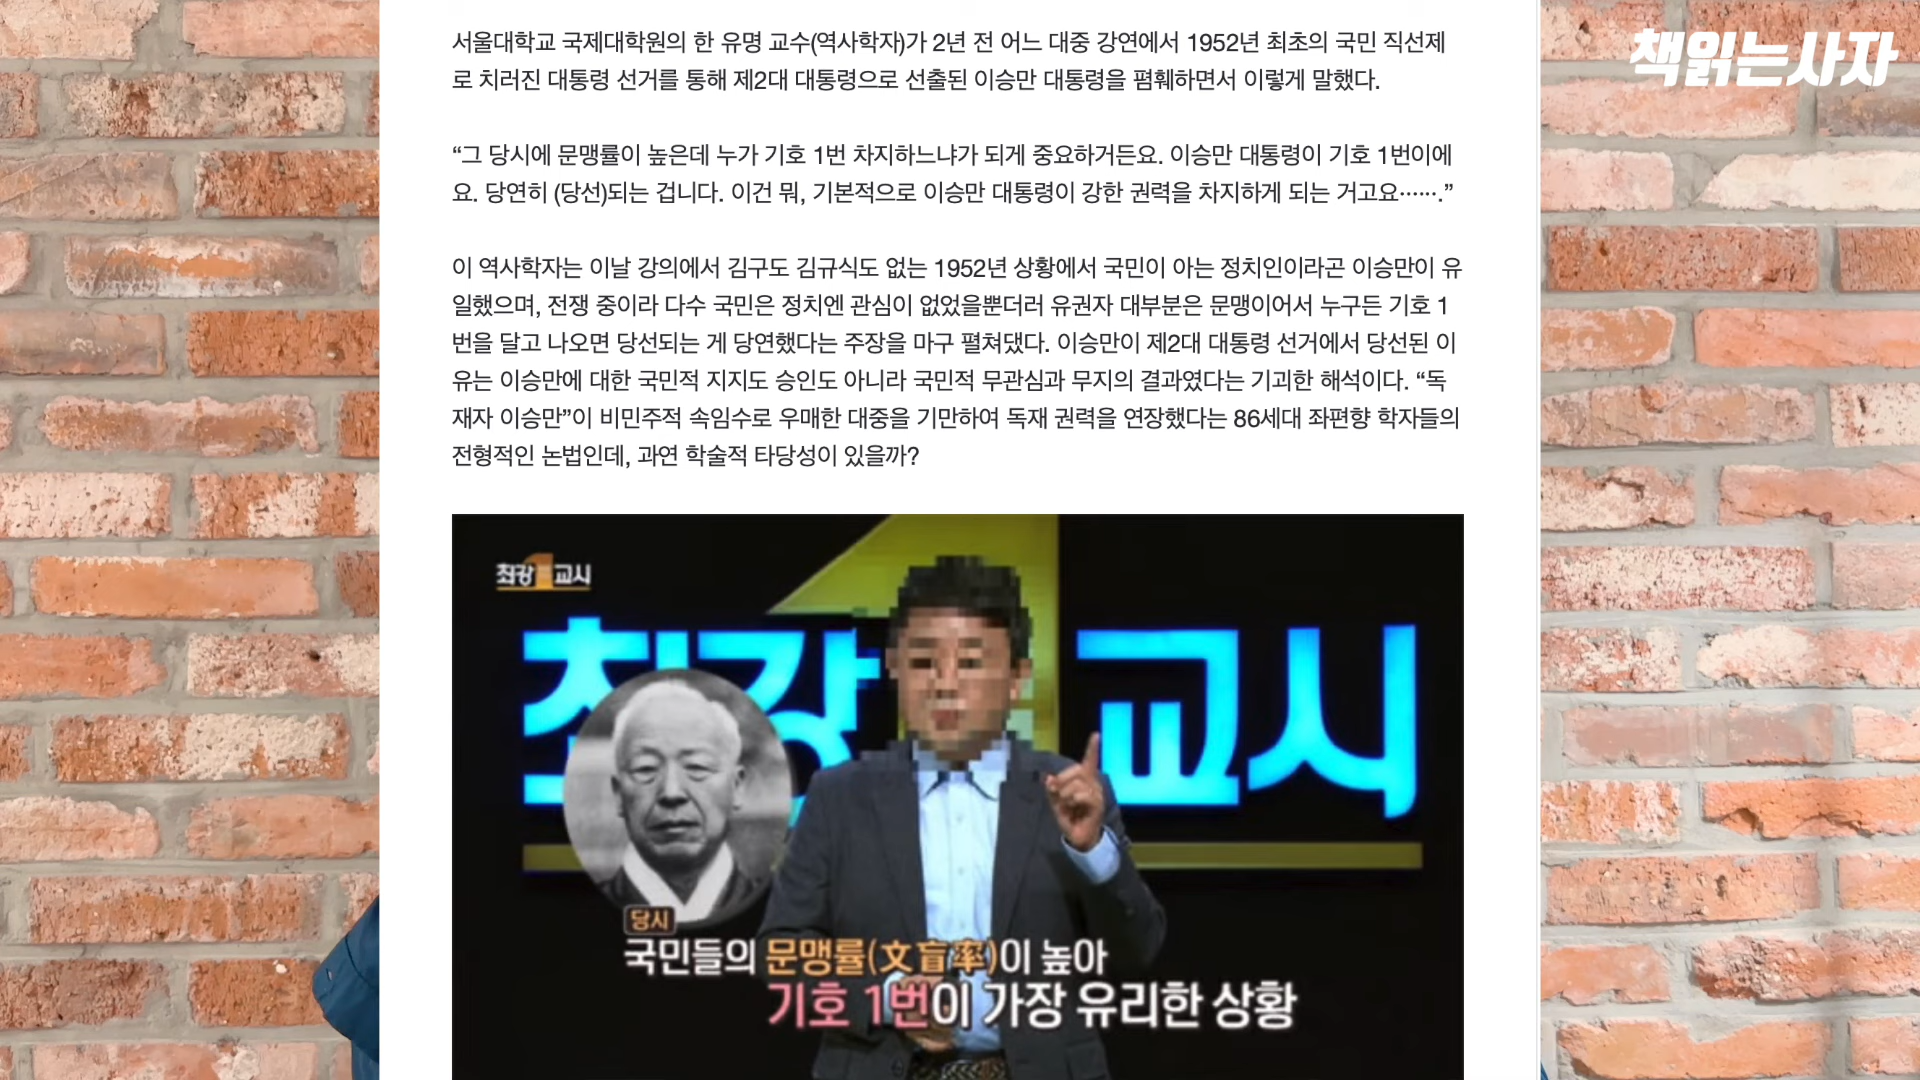 서울대학교 국제대학원의 한 유명 교수(역사학자)가 2년 전 어느 대중 강연에서 1952년 최초의 국민 직선제
로 치러진 대통령 선거를 통해 제2대 대통령으로 선출된 이승만 대통령을 폄훼하면서 이렇게 말했다.
“그 당시에 문맹률이 높은데 누가 기호 1번 차지하느냐가 되게 중요하거든요. 이승만 대통령이 기호 1번이에
요. 당연히 (당선)되는 겁니다. 이건 뭐, 기본적으로 이승만 대통령이 강한 권력을 차지하게 되는 거고요…….”
이 역사학자는 이날 강의에서 김구도 김규식도 없는 1952년 상황에서 국민이 아는 정치인이라곤 이승만이 유
일했으며, 전쟁 중이라 다수 국민은 정치엔 관심이 없었을뿐더러 유권자 대부분은 문맹이어서 누구든 기호 1
번을 달고 나오면 당선되는 게 당연했다는 주장을 마구 펼쳐댔다. 이승만이 제2대 대통령 선거에서 당선된 이
유는 이승만에 대한 국민적 지지도 승인도 아니라 국민적 무관심과 무지의 결과였다는 기괴한 해석이다. “독
재자 이승만”이 비민주적 속임수로 우매한 대중을 기만하여 독재 권력을 연장했다는 86세대 좌편향 학자들의
전형적인 논법인데, 과연 학술적 타당성이 있을까?
책읽는사자
최강1교시
최강1교시
당시
국민들의 문맹률(文盲率)이 높아
기호 1번이 가장 유리한 상황